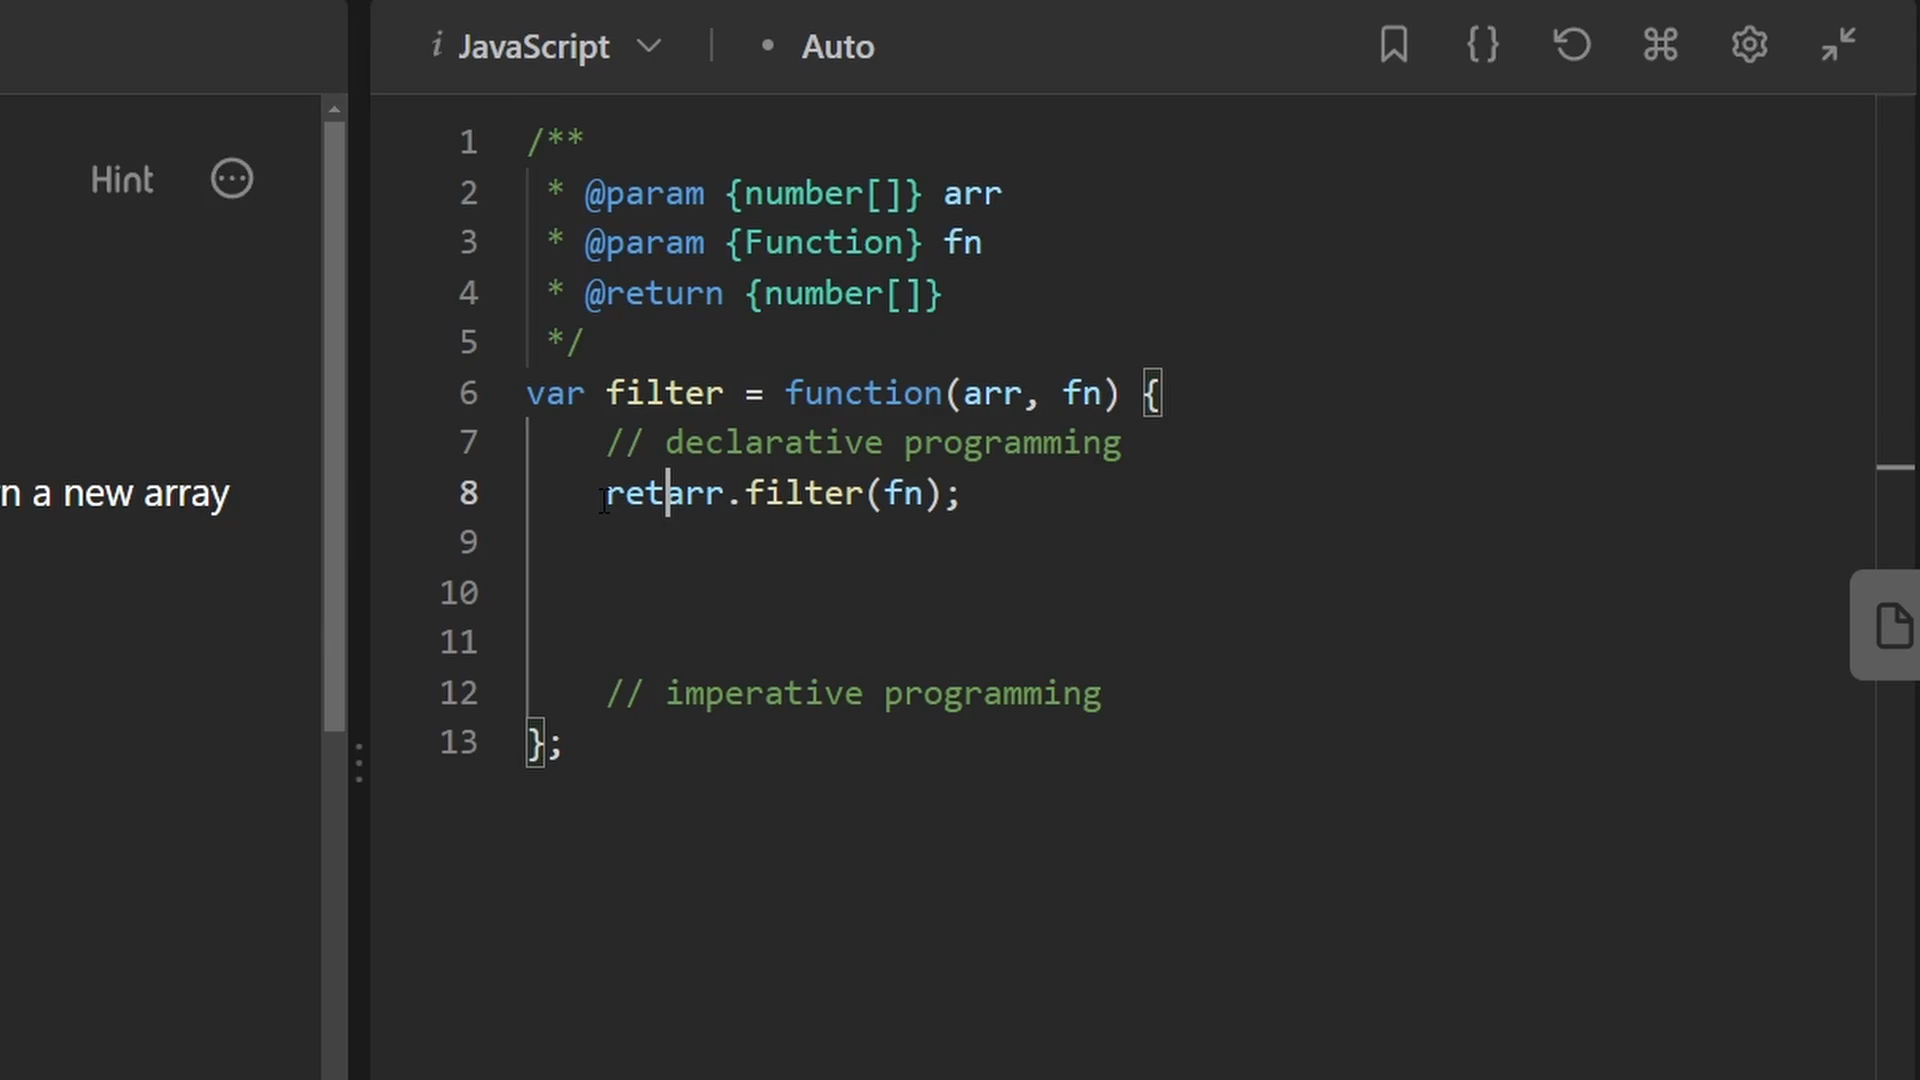 i JavaScript • Auto
Hint
n a new array
1 /**
2 * @param {number[]} arr
3 * @param {Function} fn
4 * @return {number[]}
5 */
6 var filter = function(arr, fn) {
7 // declarative programming
8 retarr.filter(fn);
9
10
11
12 // imperative programming
13 };